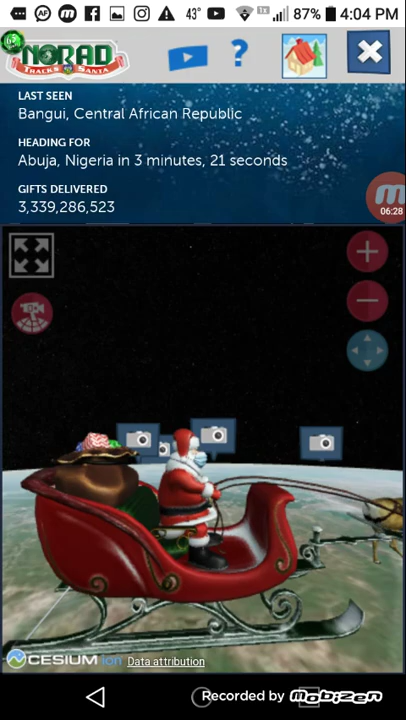 43°
1x
87%
4:04 PM
65
NORAD
TRACKS SANTA
?
LAST SEEN
Bangui, Central African Republic
HEADING FOR
Abuja, Nigeria in 3 minutes, 21 seconds
GIFTS DELIVERED
3,339,286,523
m
06:28
CESIUM ion Data attribution
Recorded by Mobizen